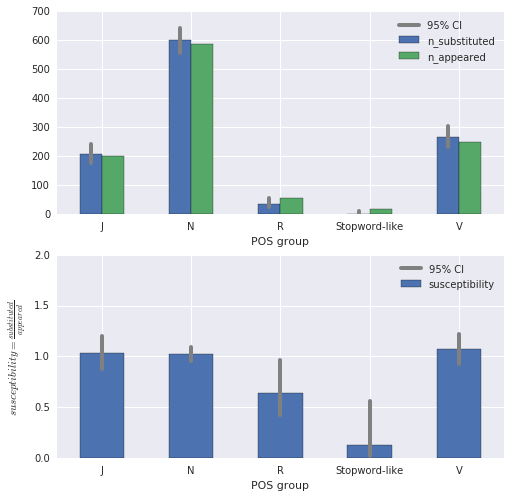 700
600
500
400
300
200
100
0
95% CI
n_substituted
n_appeared
J N R Stopword-like V
POS group
2.0
1.5
1.0
0.5
0.0
susceptibility = substituted / appeared
95% CI
susceptibility
J N R Stopword-like V
POS group